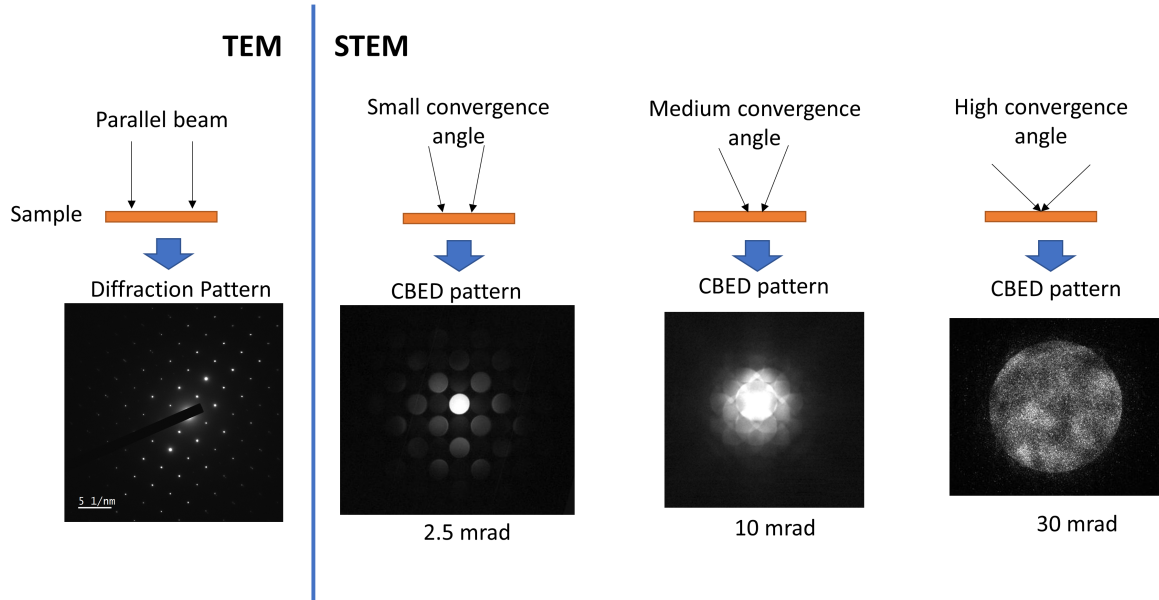 TEM
STEM
Parallel beam
Sample
Diffraction Pattern
5 1/nm
Small convergence
angle
CBED pattern
2.5 mrad
Medium convergence
angle
CBED pattern
10 mrad
High convergence
angle
CBED pattern
30 mrad